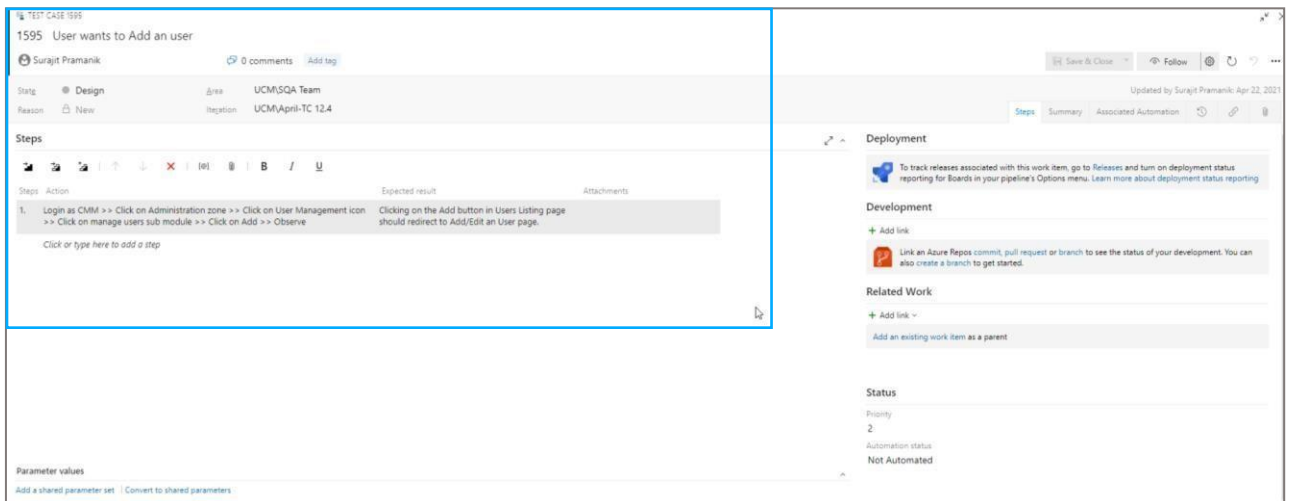 TEST CASE 1595
1595 User wants to Add an user
Surajit Pramanik
0 comments
Add tag
Save & Close
Follow
State
Design
Area
UCM\SQA Team
Updated by Surajit Pramanik: Apr 22, 2021
Reason
New
Iteration
UCM\April-TC 12.4
Steps
Summary
Associated Automation
Steps
B I U
Steps Action
Expected result
Attachments
1. Login as CMM >> Click on Administration zone >> Click on User Management icon
>> Click on manage users sub module >> Click on Add >> Observe
Clicking on the Add button in Users Listing page
should redirect to Add/Edit an User page.
Click or type here to add a step
Parameter values
Add a shared parameter set | Convert to shared parameters
Deployment
To track releases associated with this work item, go to Releases and turn on deployment status
reporting for Boards in your pipeline's Options menu. Learn more about deployment status reporting
Development
+ Add link
Link an Azure Repos commit, pull request or branch to see the status of your development. You can
also create a branch to get started.
Related Work
+ Add link
Add an existing work item as a parent
Status
Priority
2
Automation status
Not Automated